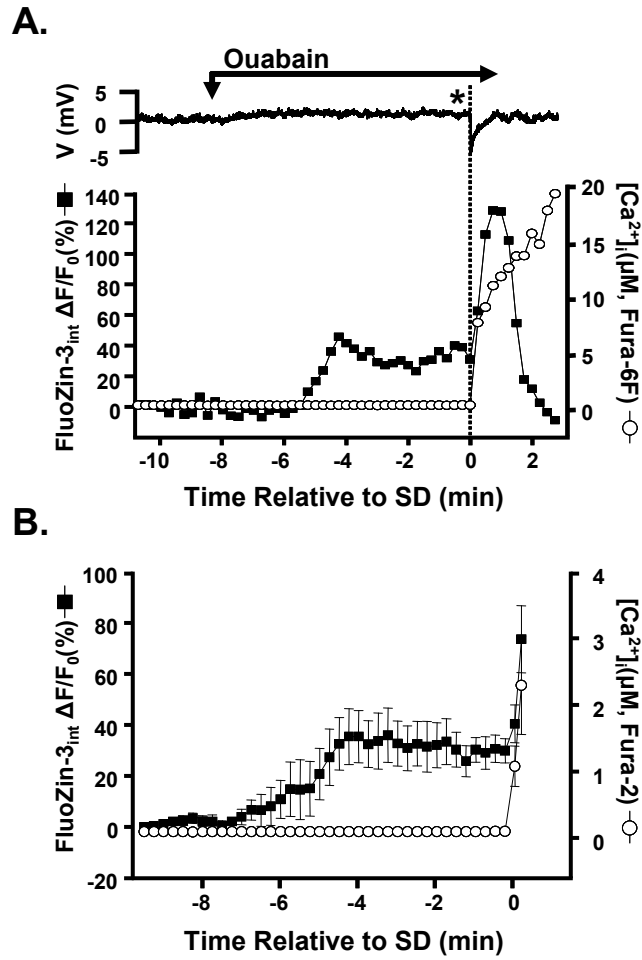 A.
Ouabain
*
V (mV)
5
0
-5
FluoZin-3int ΔF/F0(%)
140
120
100
80
60
40
20
0
[Ca2+]i(µM, Fura-6F)
20
15
10
5
0
-10 -8 -6 -4 -2 0 2
Time Relative to SD (min)
B.
FluoZin-3int ΔF/F0(%)
100
80
60
40
20
0
-20
[Ca2+]i(µM, Fura-2)
4
3
2
1
0
-8 -6 -4 -2 0
Time Relative to SD (min)